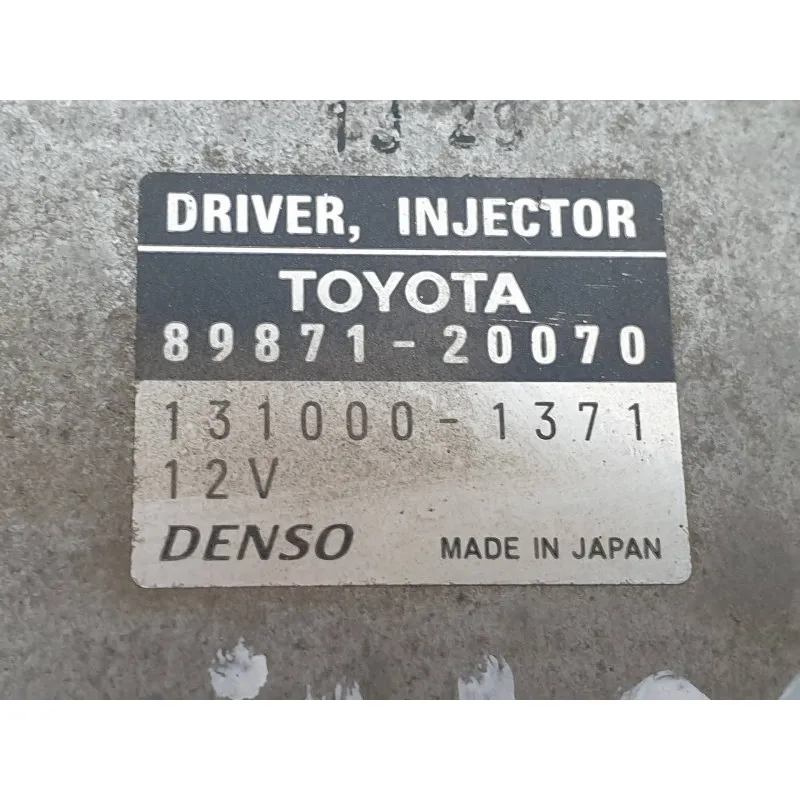 DRIVER, INJECTOR
TOYOTA
89871-20070
131000-1371
12V
DENSO MADE IN JAPAN